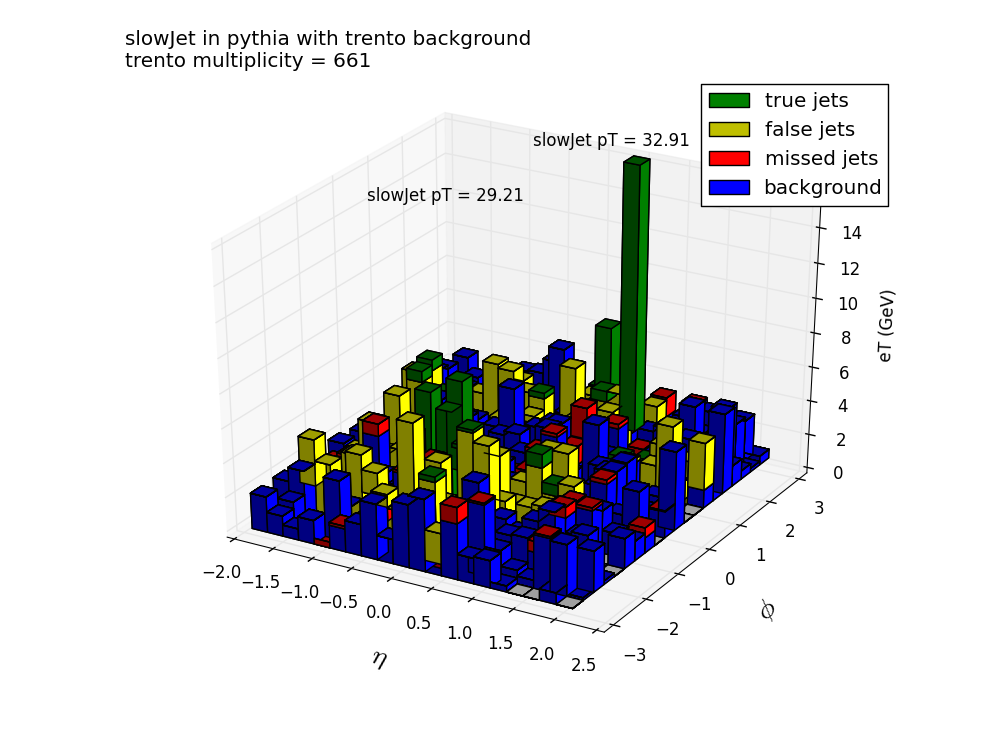 slowJet in pythia with trento background
trento multiplicity = 661
true jets
false jets
missed jets
background
slowJet pT = 32.91
slowJet pT = 29.21
14
12
10
8
6
4
2
0
eT (GeV)
−2.0
−1.5
−1.0
−0.5
0.0
0.5
1.0
1.5
2.0
2.5
η
−3
−2
−1
0
1
2
3
ϕ